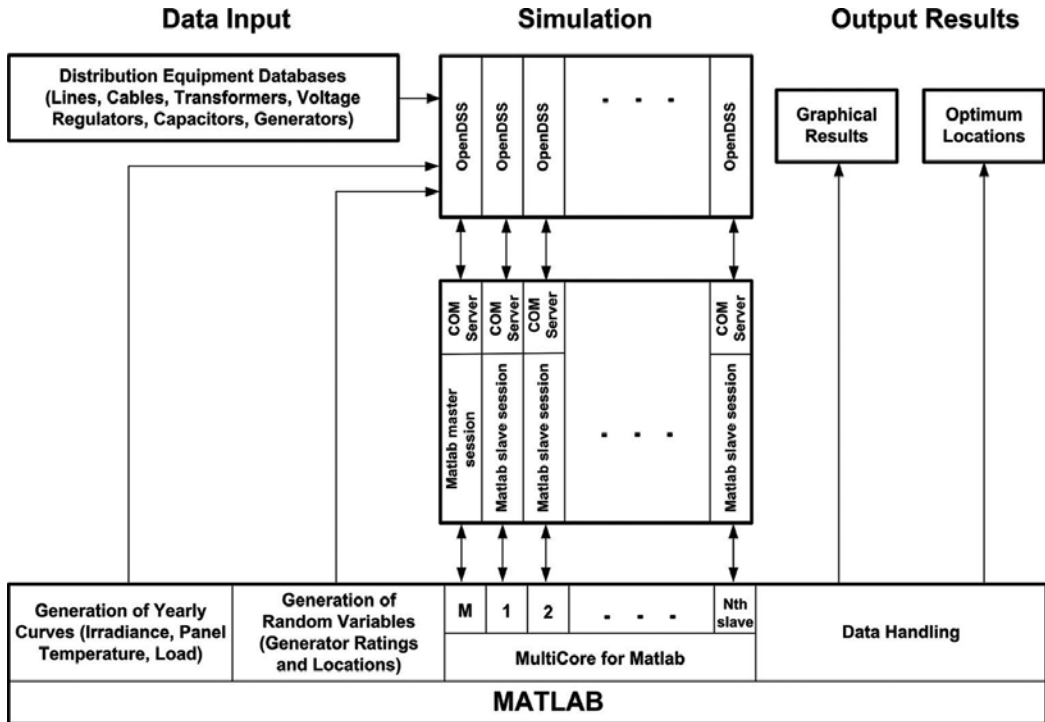 Data Input
Simulation
Output Results
Distribution Equipment Databases
(Lines, Cables, Transformers, Voltage
Regulators, Capacitors, Generators)
OpenDSS
OpenDSS
OpenDSS
- - -
OpenDSS
Graphical
Results
Optimum
Locations
COM
Server
COM
Server
COM
Server
COM
Server
Matlab master
session
Matlab slave session
Matlab slave session
- - -
Matlab slave session
Generation of Yearly
Curves (Irradiance, Panel
Temperature, Load)
Generation of
Random Variables
(Generator Ratings
and Locations)
M
1
2
- - -
Nth
slave
MultiCore for Matlab
Data Handling
MATLAB